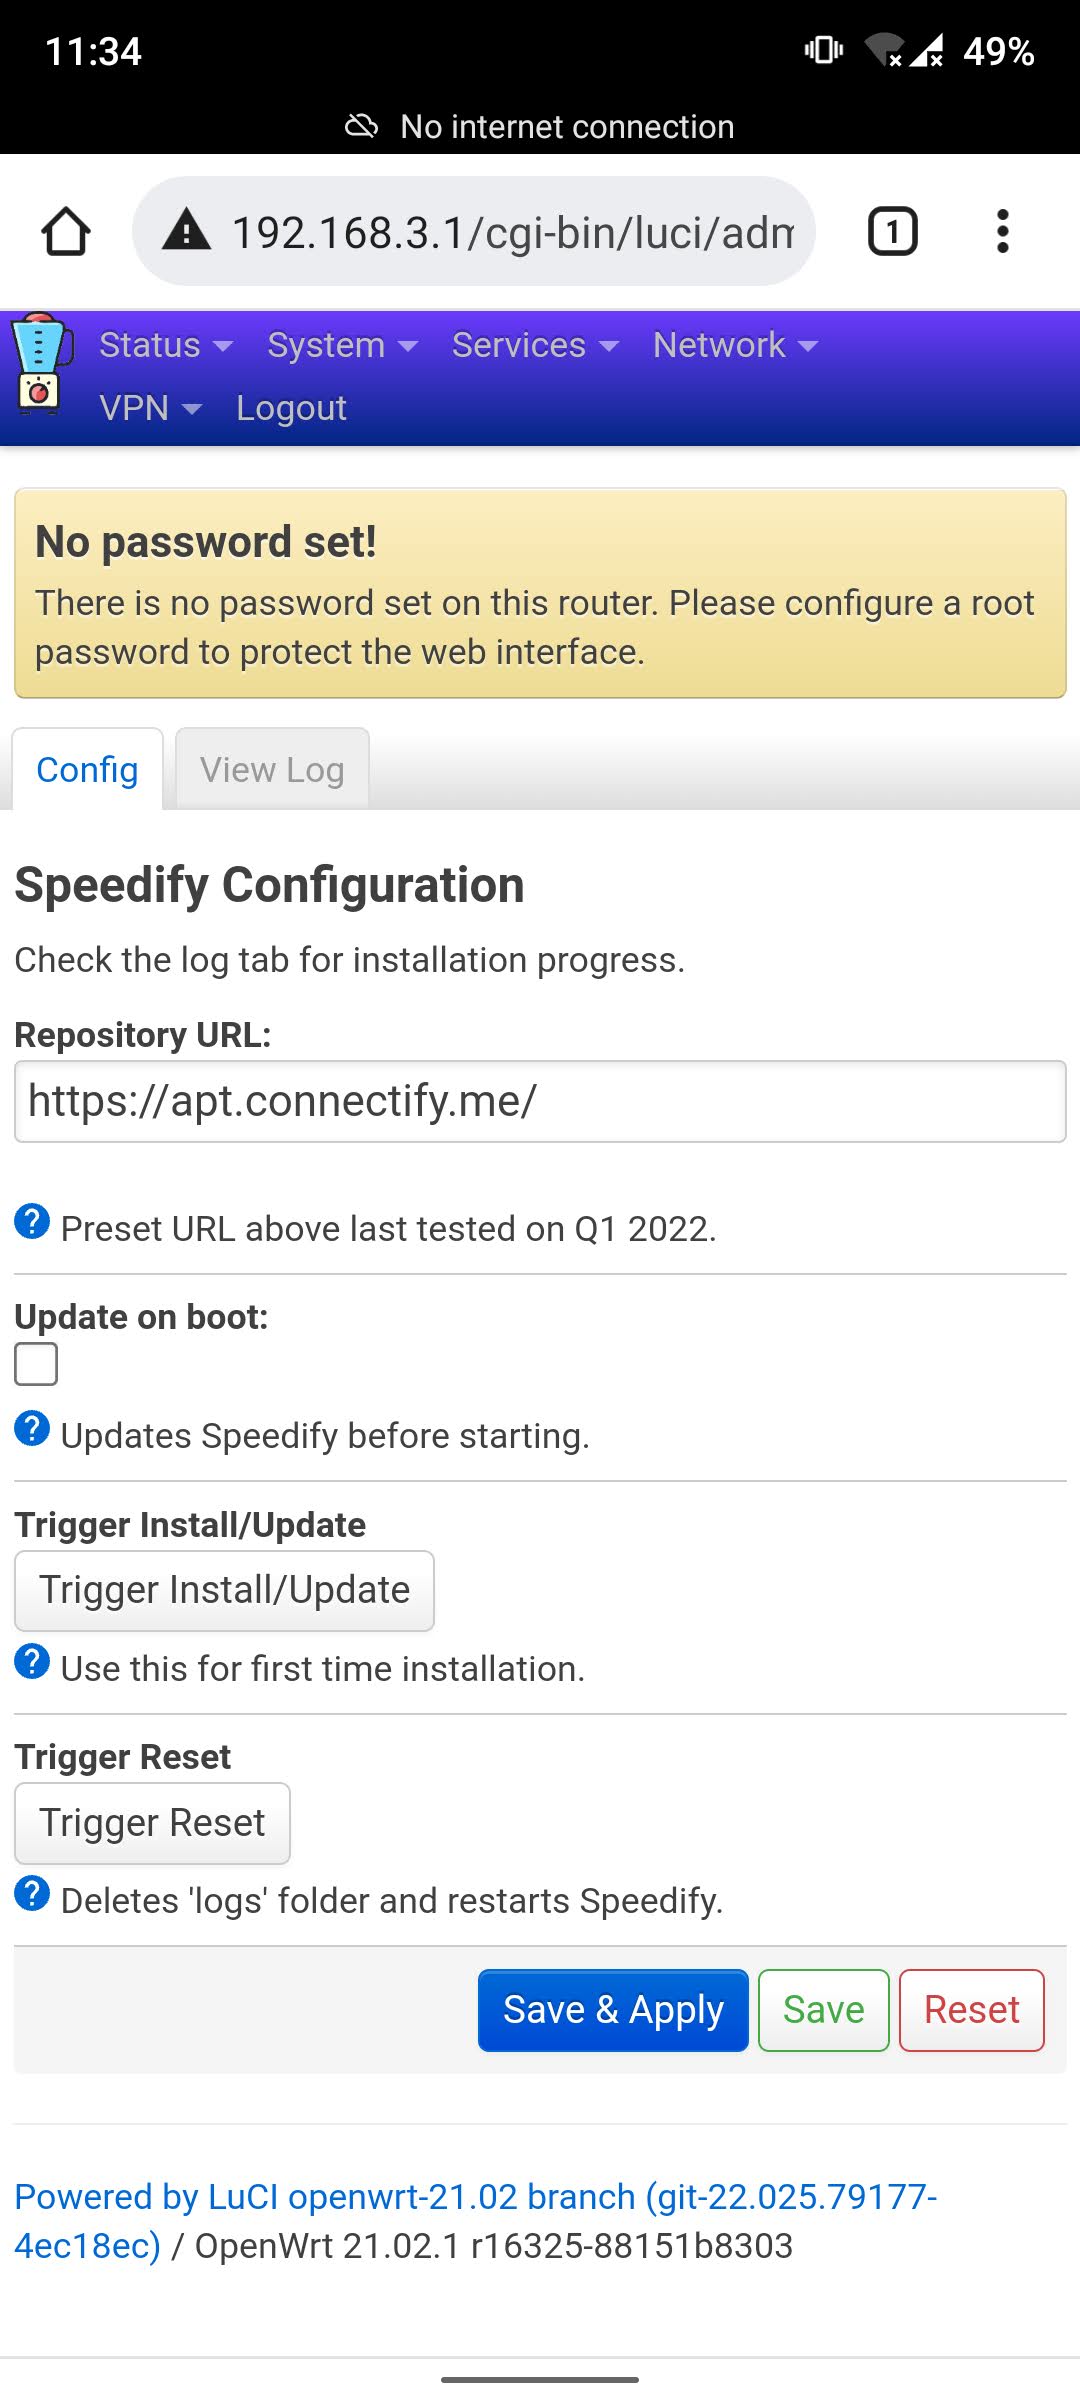 11:34
49%
No internet connection
192.168.3.1/cgi-bin/luci/adm
1
Status System Services Network
VPN Logout
No password set!
There is no password set on this router. Please configure a root
password to protect the web interface.
Config View Log
Speedify Configuration
Check the log tab for installation progress.
Repository URL:
https://apt.connectify.me/
Preset URL above last tested on Q1 2022.
Update on boot:
Updates Speedify before starting.
Trigger Install/Update
Trigger Install/Update
Use this for first time installation.
Trigger Reset
Trigger Reset
Deletes 'logs' folder and restarts Speedify.
Save & Apply Save Reset
Powered by LuCI openwrt-21.02 branch (git-22.025.79177-
4ec18ec) / OpenWrt 21.02.1 r16325-88151b8303